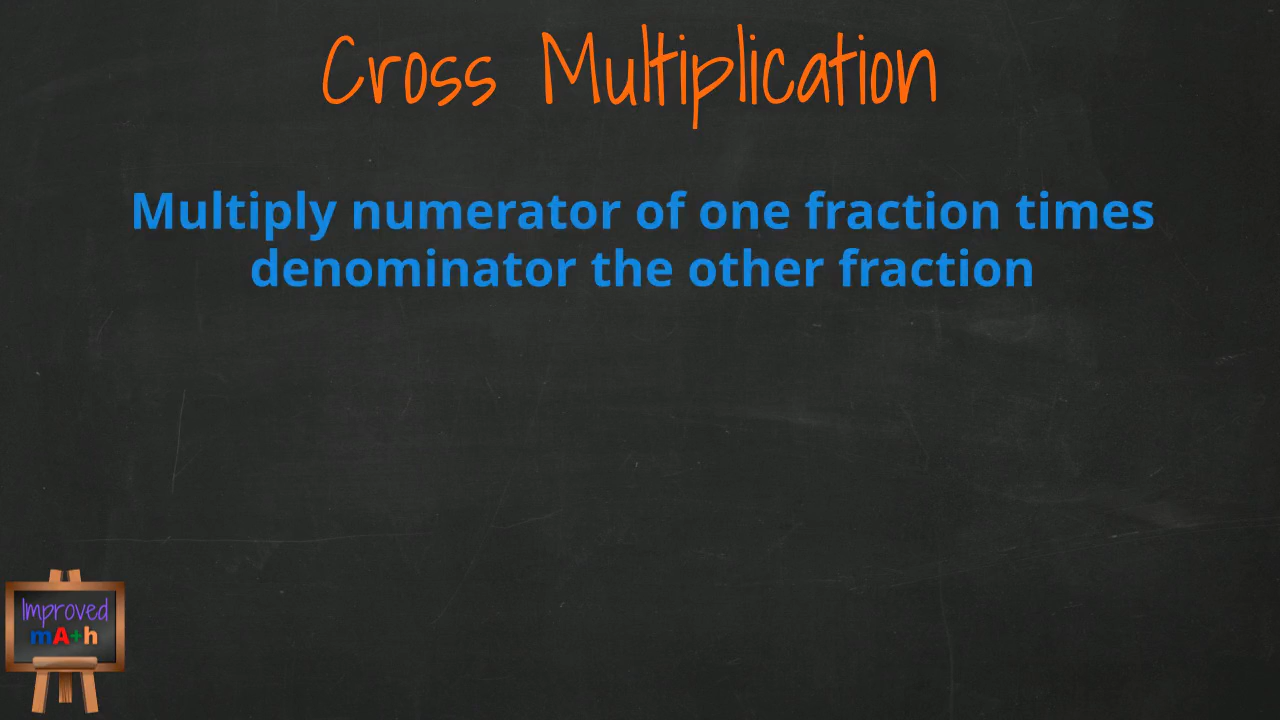 Cross Multiplication
Multiply numerator of one fraction times
denominator the other fraction
Improved
mA+h